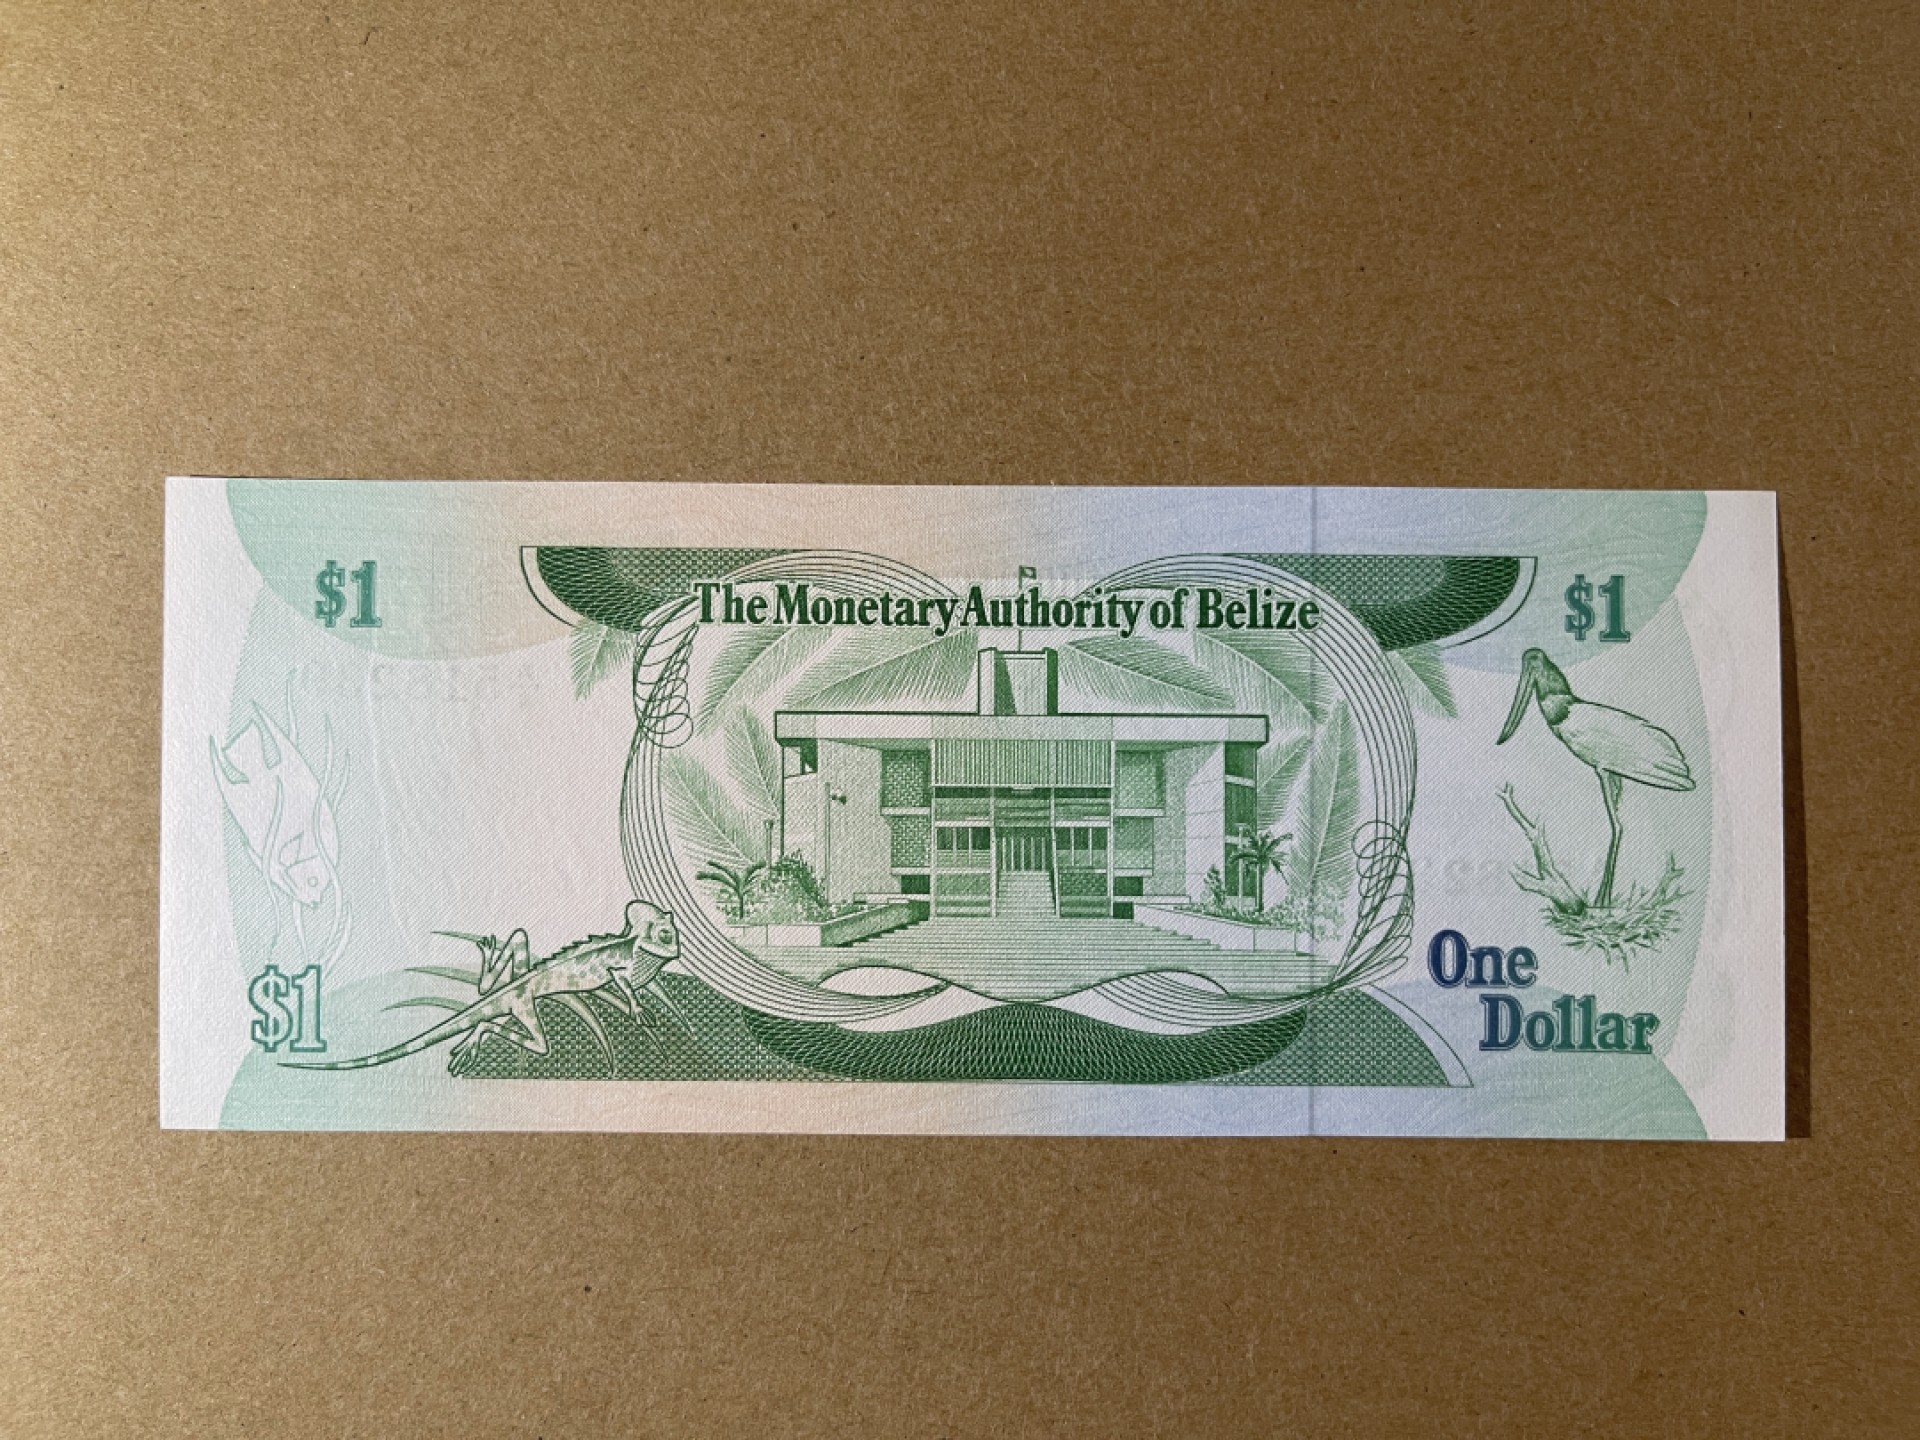 $1
The Monetary Authority of Belize
$1
$1
One
Dollar